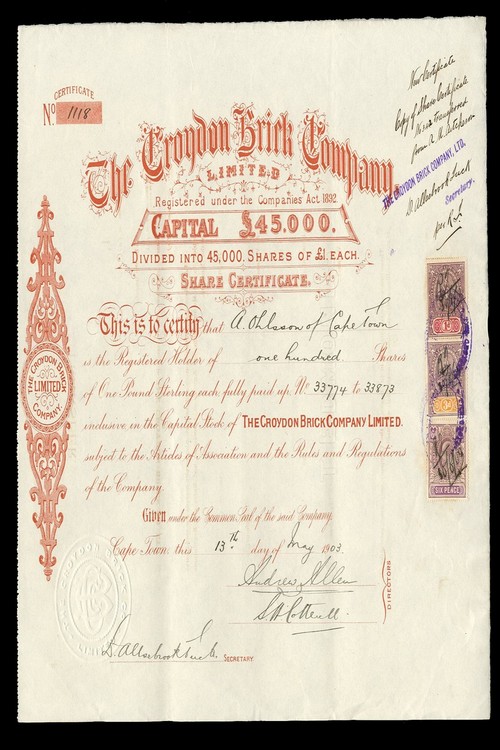 CERTIFICATE
No. 1118
New Certificate
Copy of Share Certificate
transferred
from
THE CROYDON BRICK COMPANY, LTD.
Secretary.
The Croydon Brick Company
LIMITED
Registered under the Companies Act 1892
CAPITAL £45,000.
DIVIDED INTO 45,000. SHARES OF £1. EACH.
SHARE CERTIFICATE.
This is to certify that A. Ohlsson of Cape Town
is the Registered Holder of one hundred Shares
of One Pound Sterling each fully paid up. No. 33774 to 33873
inclusive in the Capital Stock of THE CROYDON BRICK COMPANY LIMITED.
subject to the Articles of Association and the Rules and Regulations
of the Company.
Given under the Common Seal of the said Company.
Cape Town, this 13th. day of May 1903
Andrew Allen
DIRECTORS
SECRETARY.
THE CROYDON BRICK
LIMITED
COMPANY.
SIX PENCE